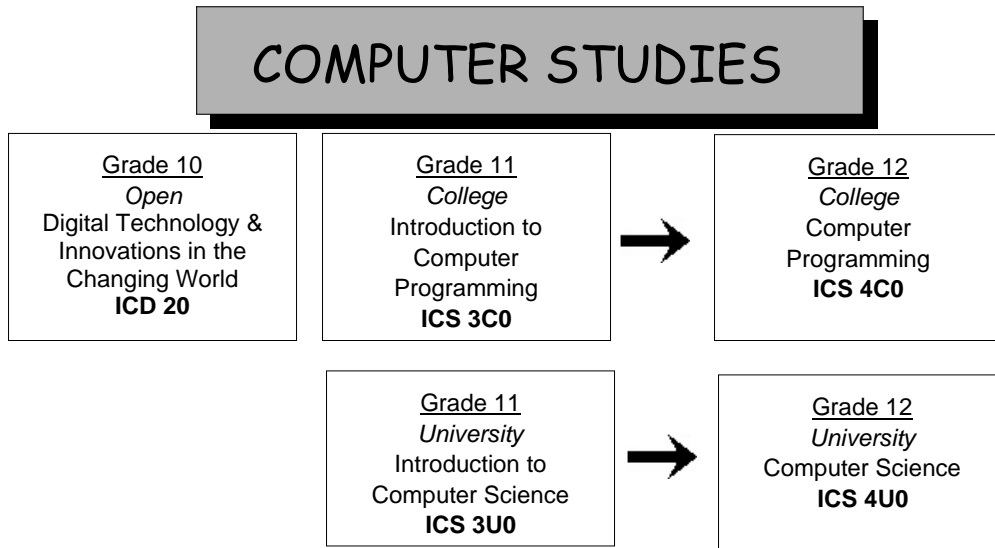 COMPUTER STUDIES
Grade 10
Open
Digital Technology &
Innovations in the
Changing World
ICD 20
Grade 11
College
Introduction to
Computer
Programming
ICS 3C0
Grade 12
College
Computer
Programming
ICS 4C0
Grade 11
University
Introduction to
Computer Science
ICS 3U0
Grade 12
University
Computer Science
ICS 4U0